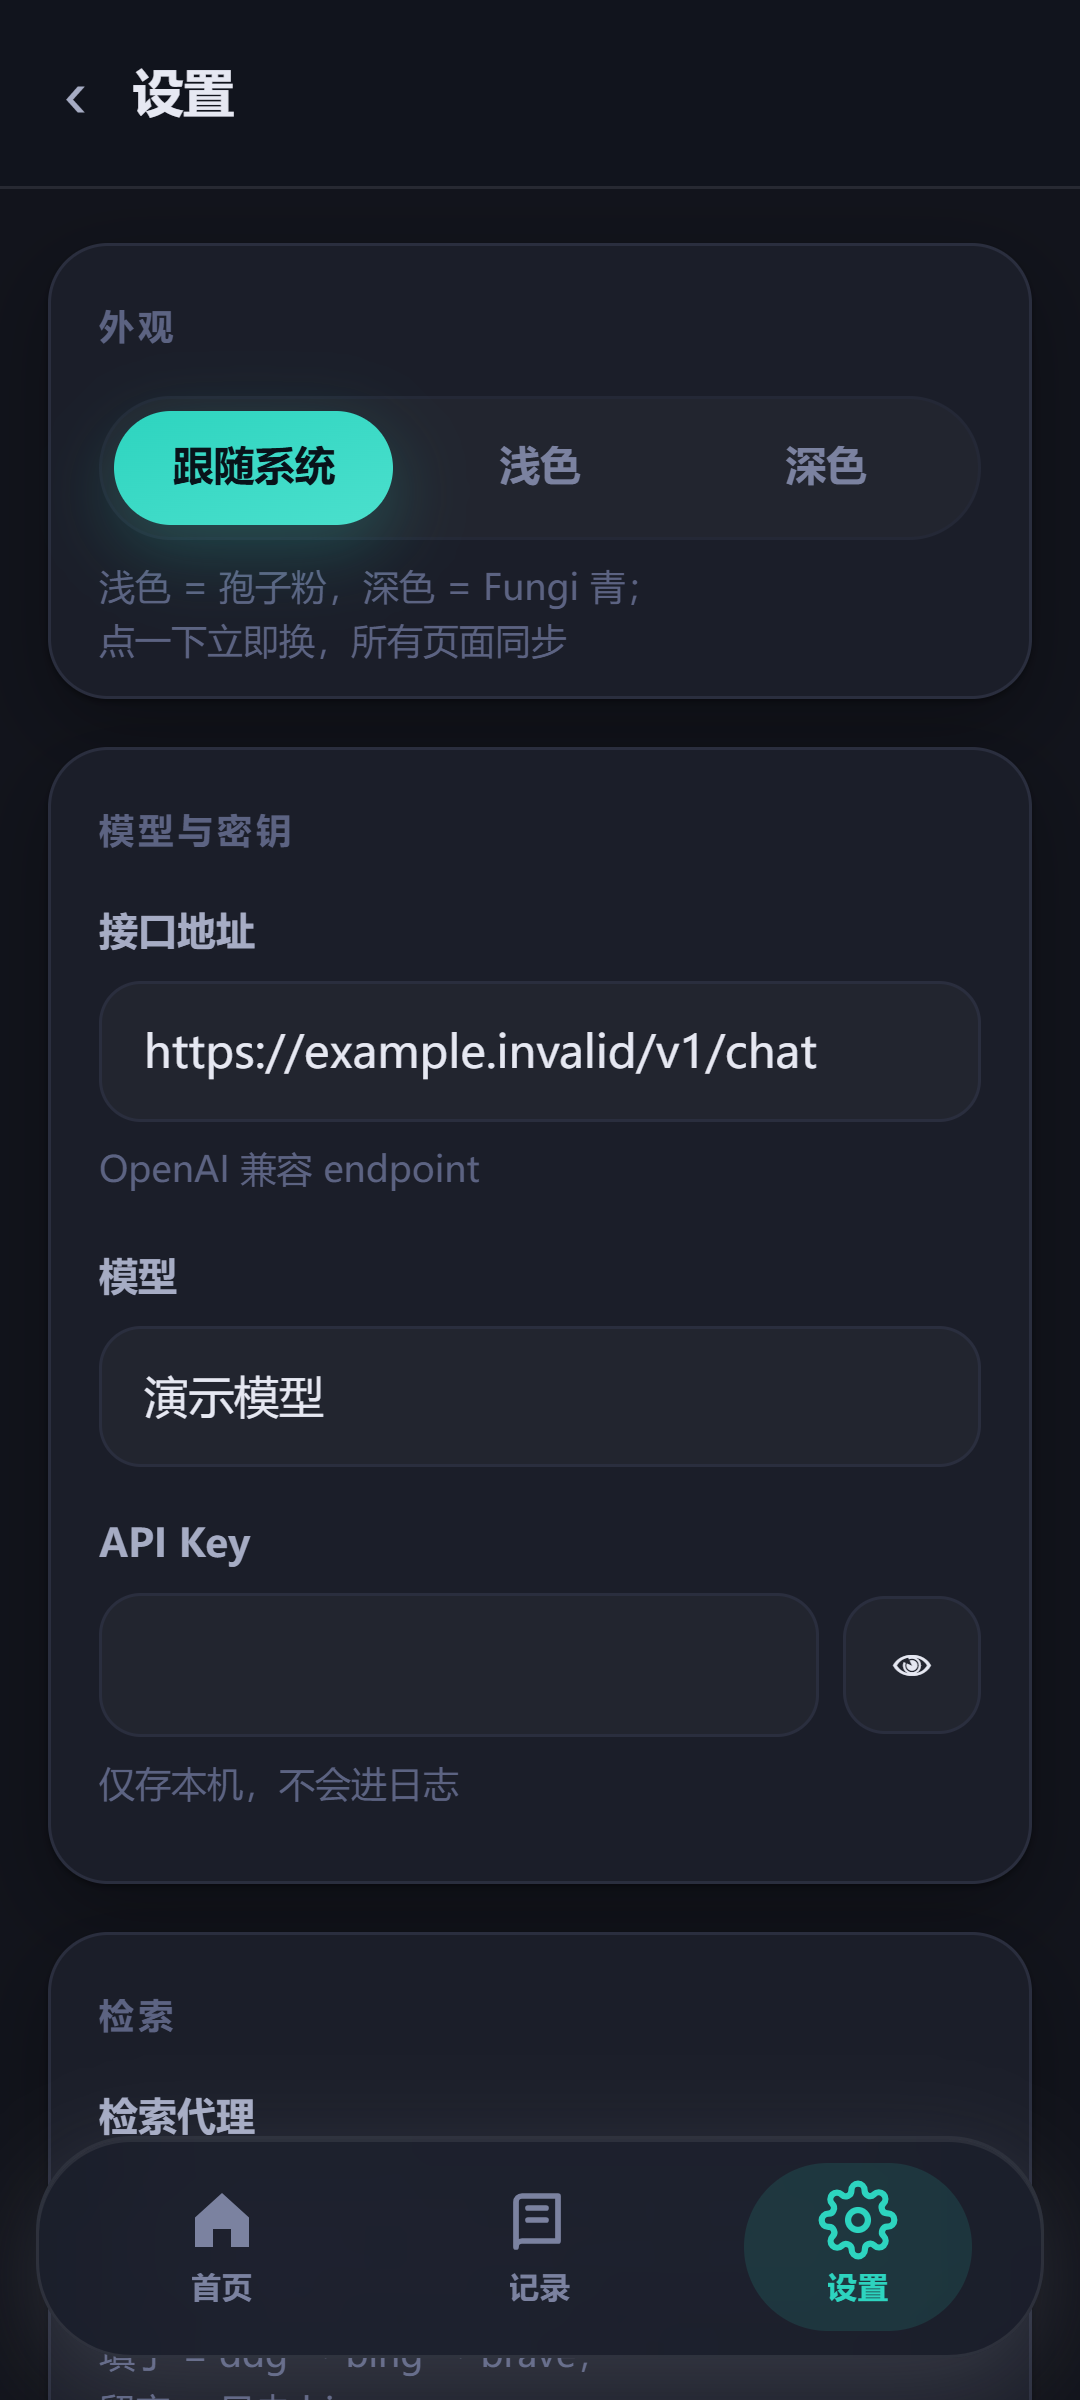 设置
外观
跟随系统 浅色 深色
浅色 = 孢子粉，深色 = Fungi 青；
点一下立即换，所有页面同步
模型与密钥
接口地址
https://example.invalid/v1/chat
OpenAI 兼容 endpoint
模型
演示模型
API Key
仅存本机，不会进日志
检索
检索代理
首页 记录 设置